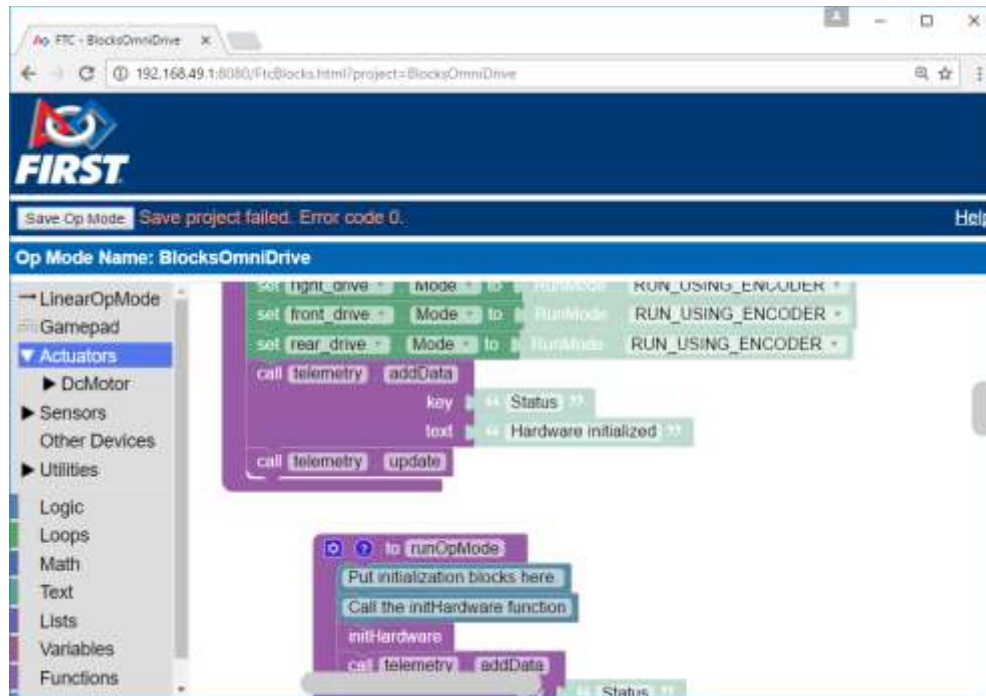 FTC - BlocksOmniDrive
192.168.49.1:8080/FtcBlocks.html?project=BlocksOmniDrive
FIRST
Save Op Mode Save project failed. Error code 0.
Help
Op Mode Name: BlocksOmniDrive
LinearOpMode
Gamepad
Actuators
DcMotor
Sensors
Other Devices
Utilities
Logic
Loops
Math
Text
Lists
Variables
Functions
set right_drive Mode to RunMode RUN_USING_ENCODER
set front_drive Mode to RunMode RUN_USING_ENCODER
set rear_drive Mode to RunMode RUN_USING_ENCODER
call telemetry addData
key “ Status ”
text “ Hardware initialized ”
call telemetry update
? to runOpMode
Put initialization blocks here.
Call the initHardware function
initHardware
call telemetry addData
“ Status ”